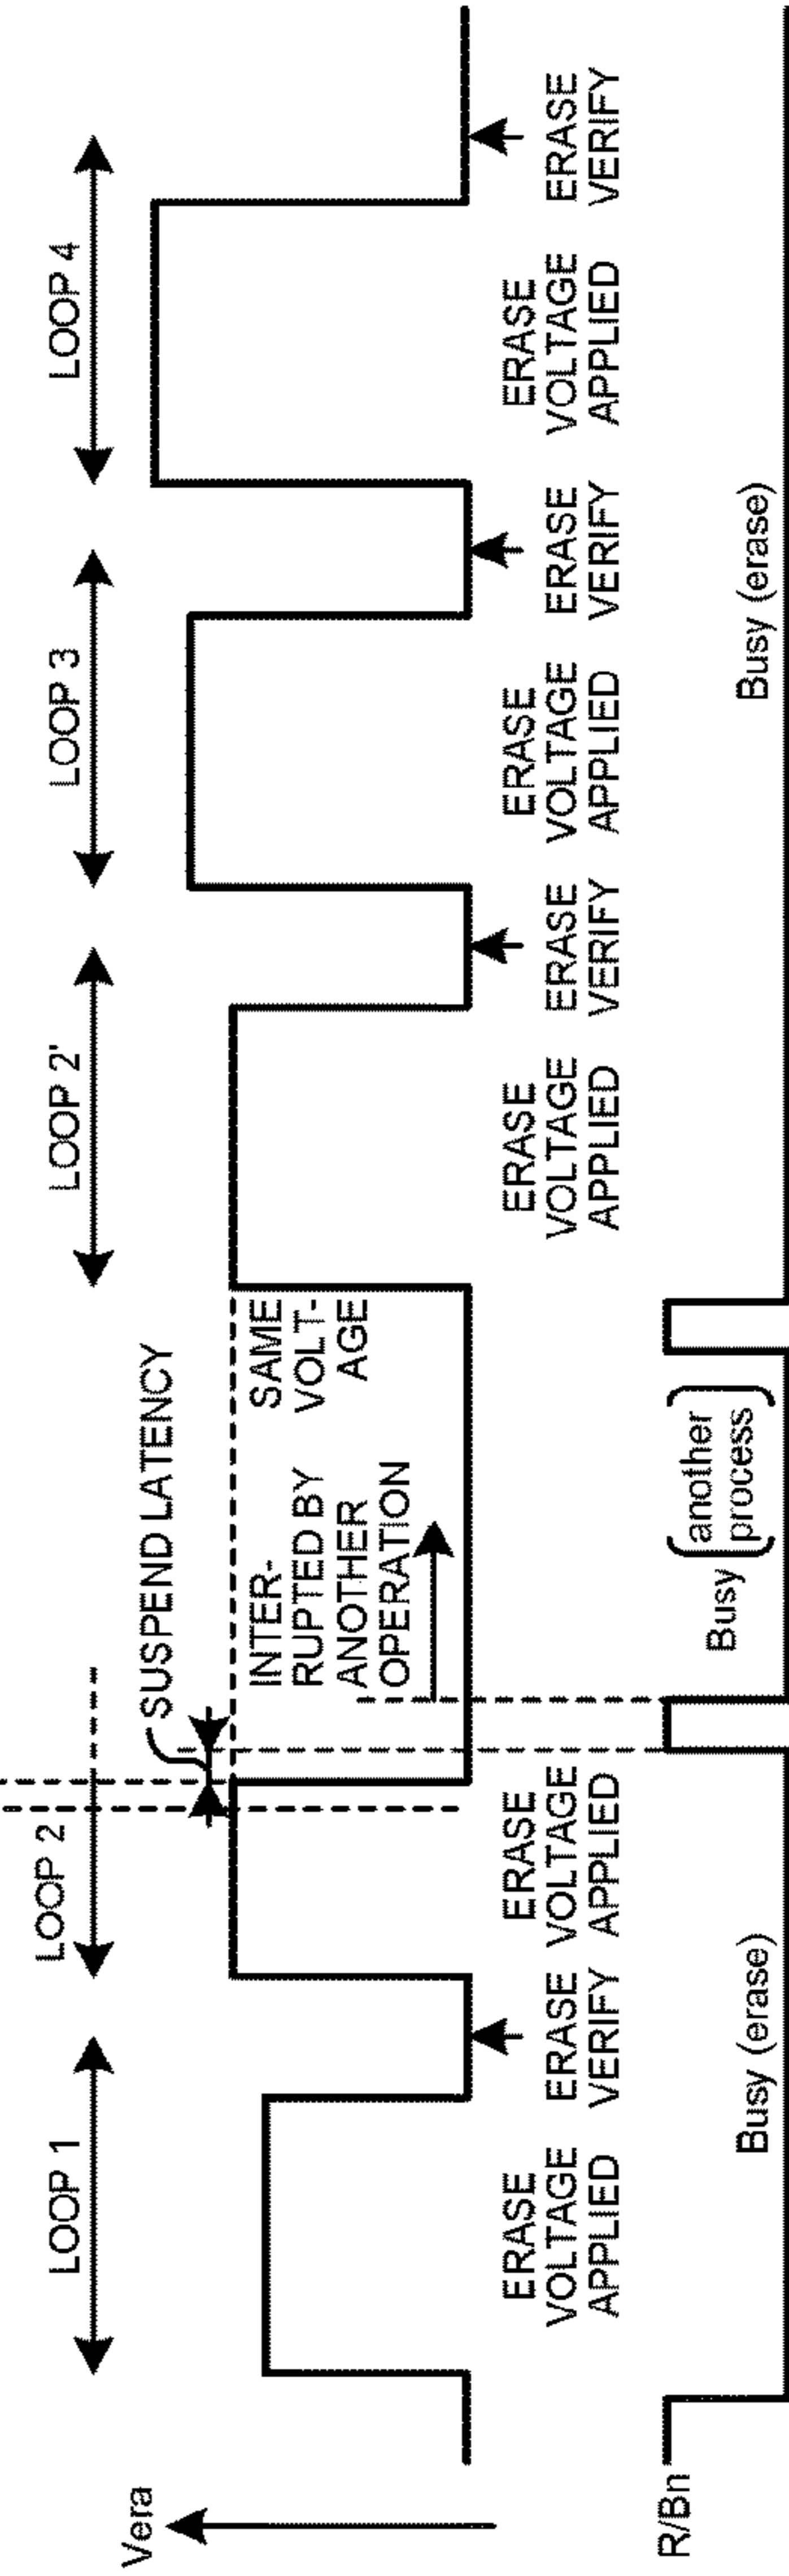 LOOP 1
LOOP 2
LOOP 2'
LOOP 3
LOOP 4
SUSPEND LATENCY
Vera
INTER-
RUPTED BY
ANOTHER
OPERATION
SAME
VOLT-
AGE
ERASE
VOLTAGE
APPLIED
ERASE
VERIFY
ERASE
VOLTAGE
APPLIED
ERASE
VOLTAGE
APPLIED
ERASE
VERIFY
ERASE
VOLTAGE
APPLIED
ERASE
VERIFY
ERASE
VOLTAGE
APPLIED
ERASE
VERIFY
R/Bn
Busy (erase)
Busy
another
process
Busy (erase)